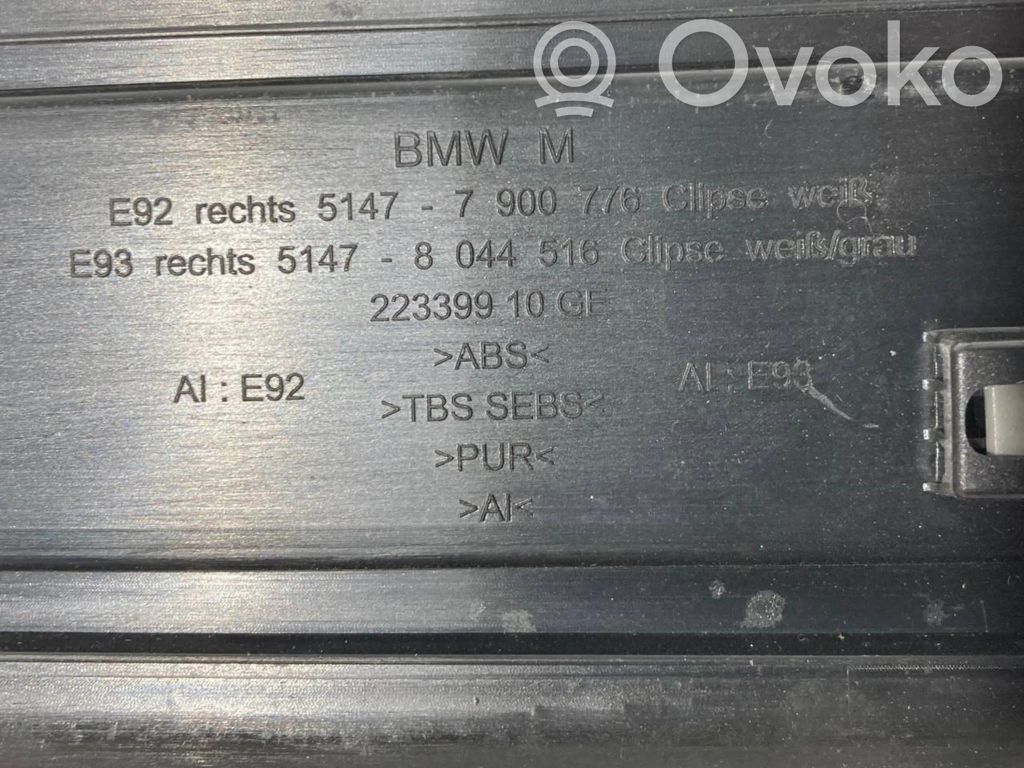 Ovoko
BMW M
E92 rechts 5147 - 7 900 776 Clipse weiß
E93 rechts 5147 - 8 044 516 Clipse weiß/grau
223399 10 GF
>ABS<
AI : E92
AI : E93
>TBS SEBS<
>PUR<
>AI<